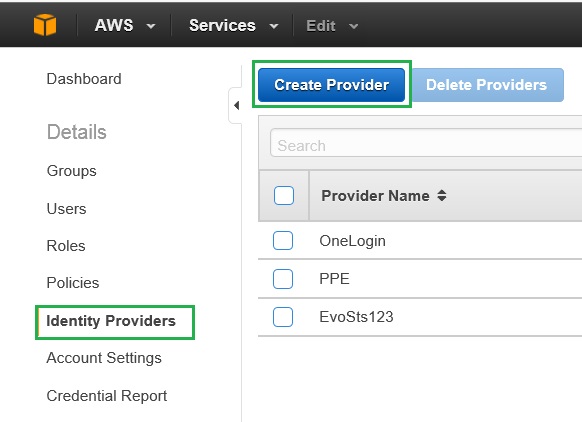 AWS Services Edit
Dashboard
Details
Groups
Users
Roles
Policies
Identity Providers
Account Settings
Credential Report
Create Provider Delete Providers
Search
Provider Name
OneLogin
PPE
EvoSts123